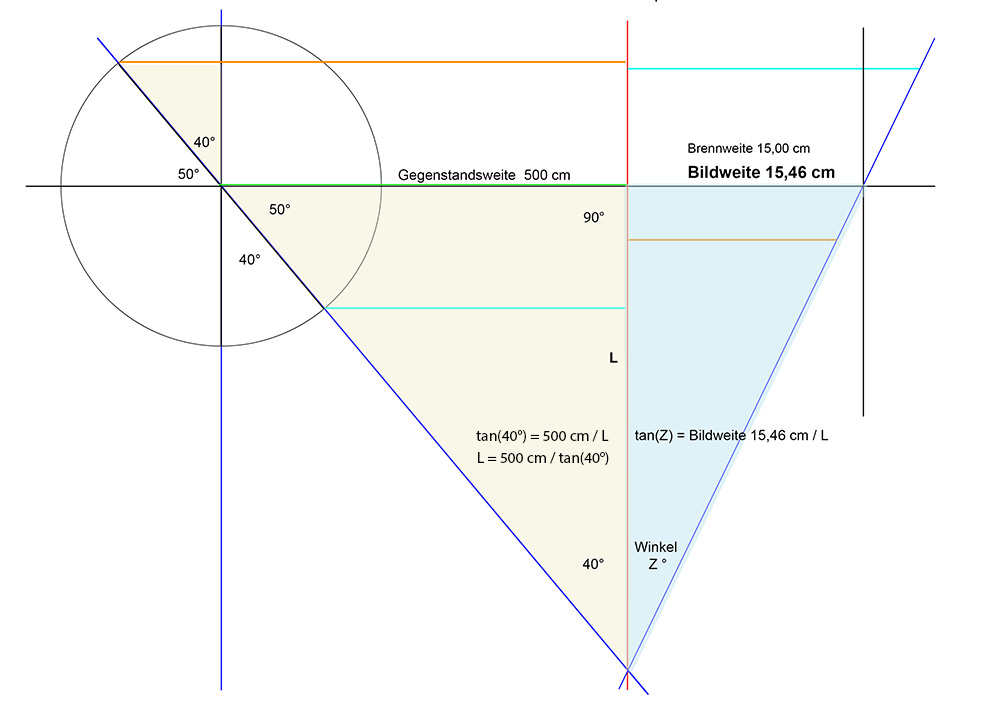 40°
50°
Gegenstandsweite 500 cm
Brennweite 15,00 cm
Bildweite 15,46 cm
50°
90°
40°
L
tan(40°) = 500 cm / L
L = 500 cm / tan(40°)
tan(Z) = Bildweite 15,46 cm / L
40°
Winkel
Z °